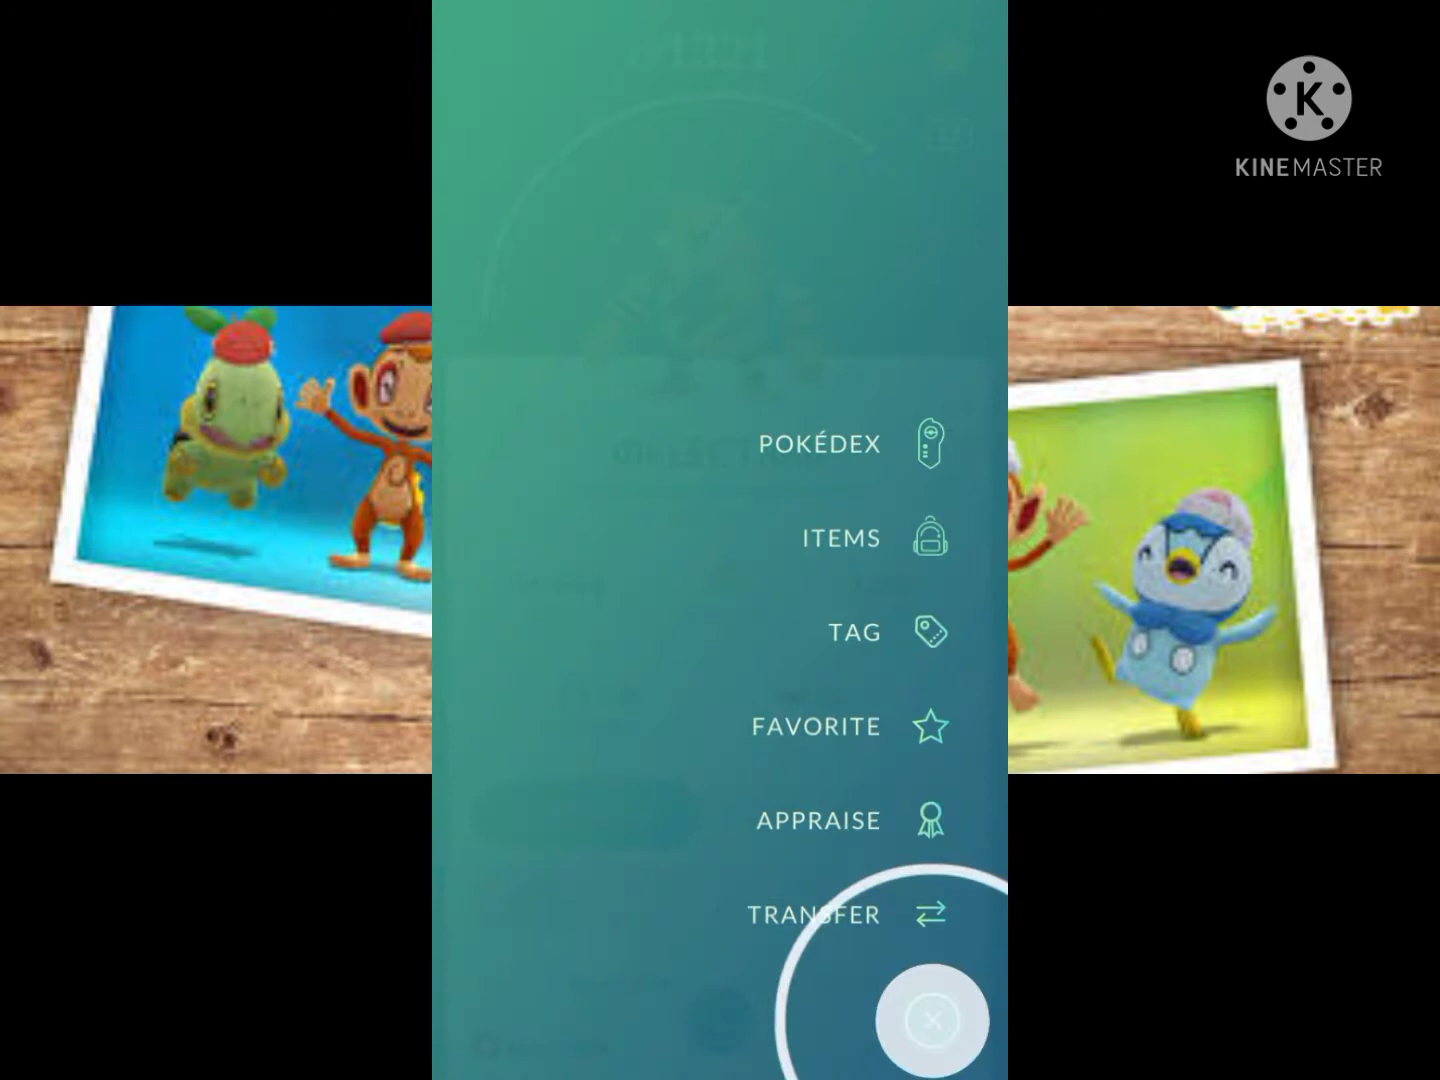 KINEMASTER
POKÉDEX
ITEMS
TAG
FAVORITE
APPRAISE
TRANSFER